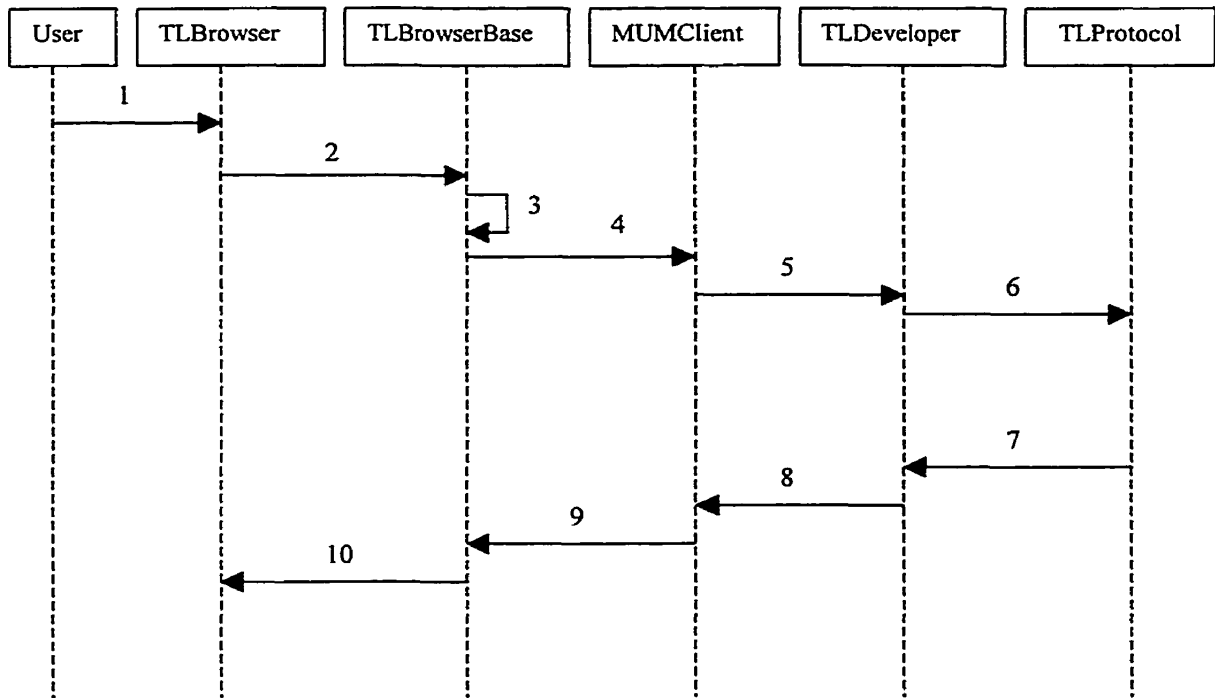 User
TLBrowser
TLBrowserBase
MUMClient
TLDeveloper
TLProtocol
1
2
3
4
5
6
7
8
9
10